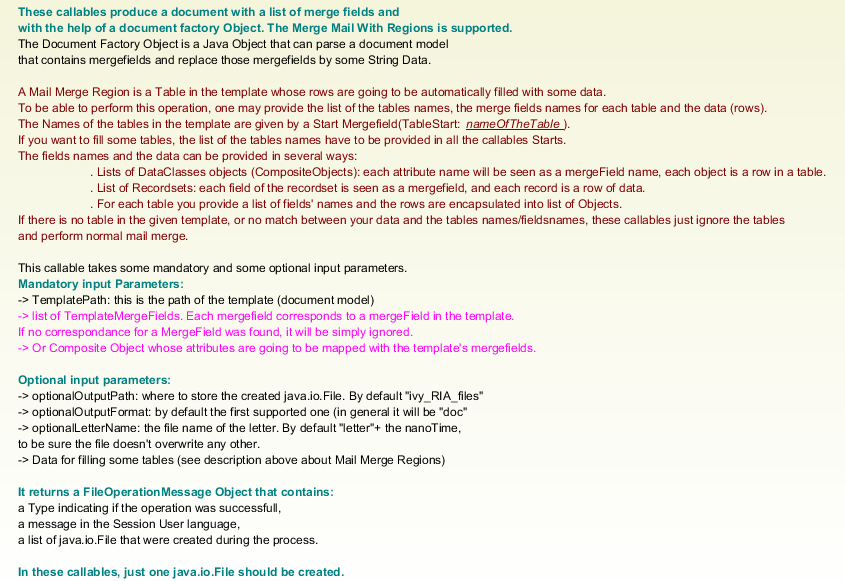 These callables produce a document with a list of merge fields and
with the help of a document factory Object. The Merge Mail With Regions is supported.
The Document Factory Object is a Java Object that can parse a document model
that contains mergefields and replace those mergefields by some String Data.
A Mail Merge Region is a Table in the template whose rows are going to be automatically filled with some data.
To be able to perform this operation, one may provide the list of the tables names, the merge fields names for each table and the data (rows).
The Names of the tables in the template are given by a Start Mergefield(TableStart: nameOfTheTable ).
If you want to fill some tables, the list of the tables names have to be provided in all the callables Starts.
The fields names and the data can be provided in several ways:
. Lists of DataClasses objects (CompositeObjects): each attribute name will be seen as a mergeField name, each object is a row in a table.
. List of Recordsets: each field of the recordset is seen as a mergefield, and each record is a row of data.
. For each table you provide a list of fields' names and the rows are encapsulated into list of Objects.
If there is no table in the given template, or no match between your data and the tables names/fieldsnames, these callables just ignore the tables
and perform normal mail merge.
This callable takes some mandatory and some optional input parameters.
Mandatory input Parameters:
-> TemplatePath: this is the path of the template (document model)
-> list of TemplateMergeFields. Each mergefield corresponds to a mergeField in the template.
If no correspondance for a MergeField was found, it will be simply ignored.
-> Or Composite Object whose attributes are going to be mapped with the template's mergefields.
Optional input parameters:
-> optionalOutputPath: where to store the created java.io.File. By default "ivy_RIA_files"
-> optionalOutputFormat: by default the first supported one (in general it will be "doc"
-> optionalLetterName: the file name of the letter. By default "letter"+ the nanoTime,
to be sure the file doesn't overwrite any other.
-> Data for filling some tables (see description above about Mail Merge Regions)
It returns a FileOperationMessage Object that contains:
a Type indicating if the operation was successfull,
a message in the Session User language,
a list of java.io.File that were created during the process.
In these callables, just one java.io.File should be created.